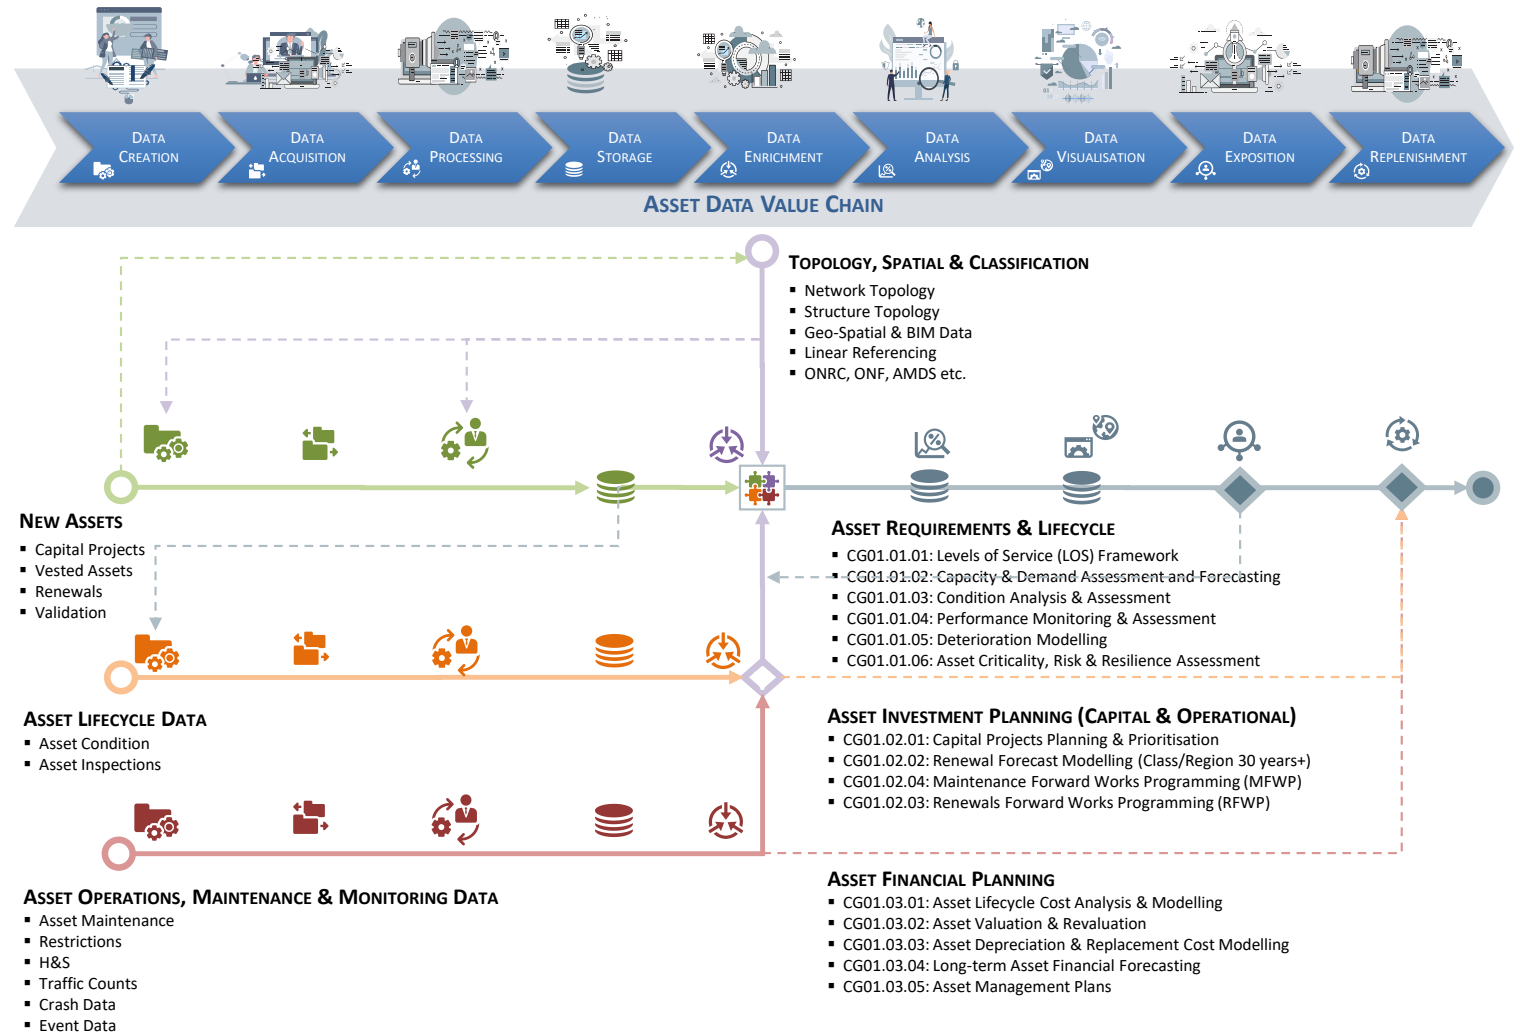 DATA CREATION
DATA ACQUISITION
DATA PROCESSING
DATA STORAGE
DATA ENRICHMENT
DATA ANALYSIS
DATA VISUALISATION
DATA EXPOSITION
DATA REPLENISHMENT
ASSET DATA VALUE CHAIN
TOPOLOGY, SPATIAL & CLASSIFICATION
▪ Network Topology
▪ Structure Topology
▪ Geo-Spatial & BIM Data
▪ Linear Referencing
▪ ONRC, ONF, AMDS etc.
NEW ASSETS
▪ Capital Projects
▪ Vested Assets
▪ Renewals
▪ Validation
ASSET REQUIREMENTS & LIFECYCLE
▪ CG01.01.01: Levels of Service (LOS) Framework
▪ CG01.01.02: Capacity & Demand Assessment and Forecasting
▪ CG01.01.03: Condition Analysis & Assessment
▪ CG01.01.04: Performance Monitoring & Assessment
▪ CG01.01.05: Deterioration Modelling
▪ CG01.01.06: Asset Criticality, Risk & Resilience Assessment
ASSET LIFECYCLE DATA
▪ Asset Condition
▪ Asset Inspections
ASSET INVESTMENT PLANNING (CAPITAL & OPERATIONAL)
▪ CG01.02.01: Capital Projects Planning & Prioritisation
▪ CG01.02.02: Renewal Forecast Modelling (Class/Region 30 years+)
▪ CG01.02.04: Maintenance Forward Works Programming (MFWP)
▪ CG01.02.03: Renewals Forward Works Programming (RFWP)
ASSET OPERATIONS, MAINTENANCE & MONITORING DATA
▪ Asset Maintenance
▪ Restrictions
▪ H&S
▪ Traffic Counts
▪ Crash Data
▪ Event Data
ASSET FINANCIAL PLANNING
▪ CG01.03.01: Asset Lifecycle Cost Analysis & Modelling
▪ CG01.03.02: Asset Valuation & Revaluation
▪ CG01.03.03: Asset Depreciation & Replacement Cost Modelling
▪ CG01.03.04: Long-term Asset Financial Forecasting
▪ CG01.03.05: Asset Management Plans